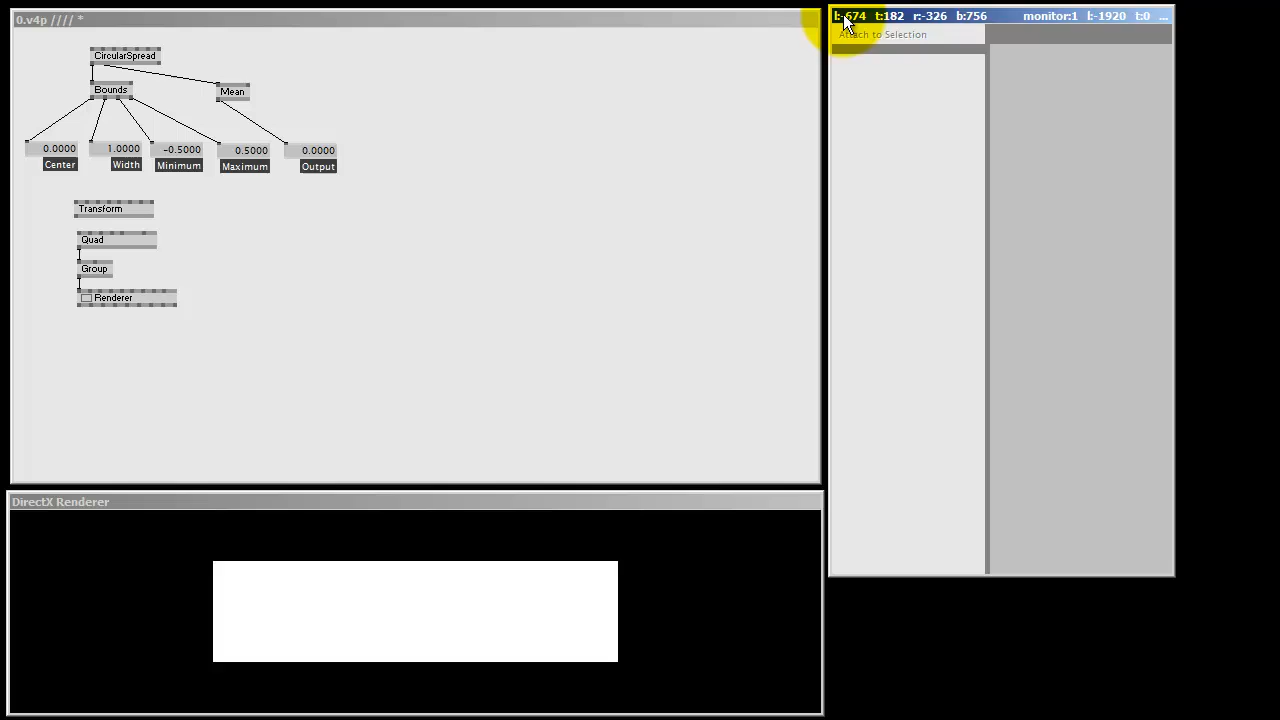 0.v4p //// *
CircularSpread
Bounds
Mean
0.0000 1.0000 -0.5000 0.5000 0.0000
Center Width Minimum Maximum Output
Transform
Quad
Group
Renderer
DirectX Renderer
l:-674 t:182 r:-326 b:756 monitor:1 l:-1920 t:0 ...
Attach to Selection